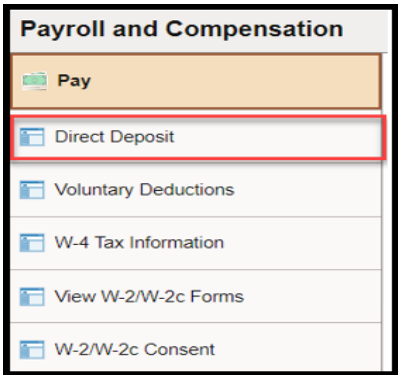 Payroll and Compensation
Pay
Direct Deposit
Voluntary Deductions
W-4 Tax Information
View W-2/W-2c Forms
W-2/W-2c Consent